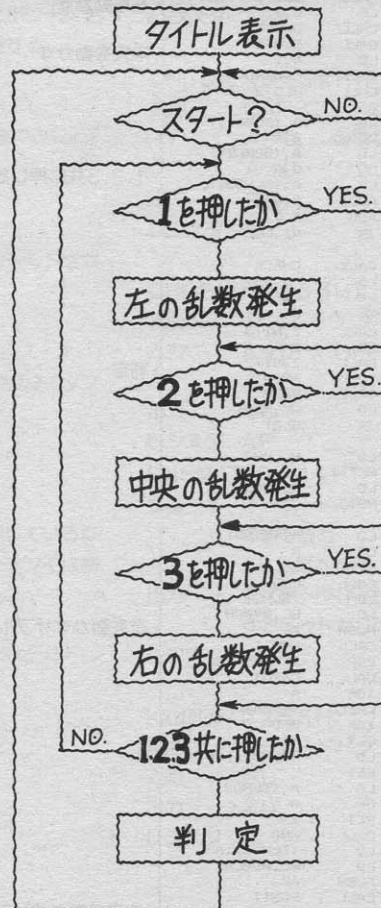 タイトル表示
スタート?
NO.
1を押したか
YES.
左の乱数発生
2を押したか
YES.
中央の乱数発生
3を押したか
YES.
右の乱数発生
NO.
1.2.3共に押したか
判定